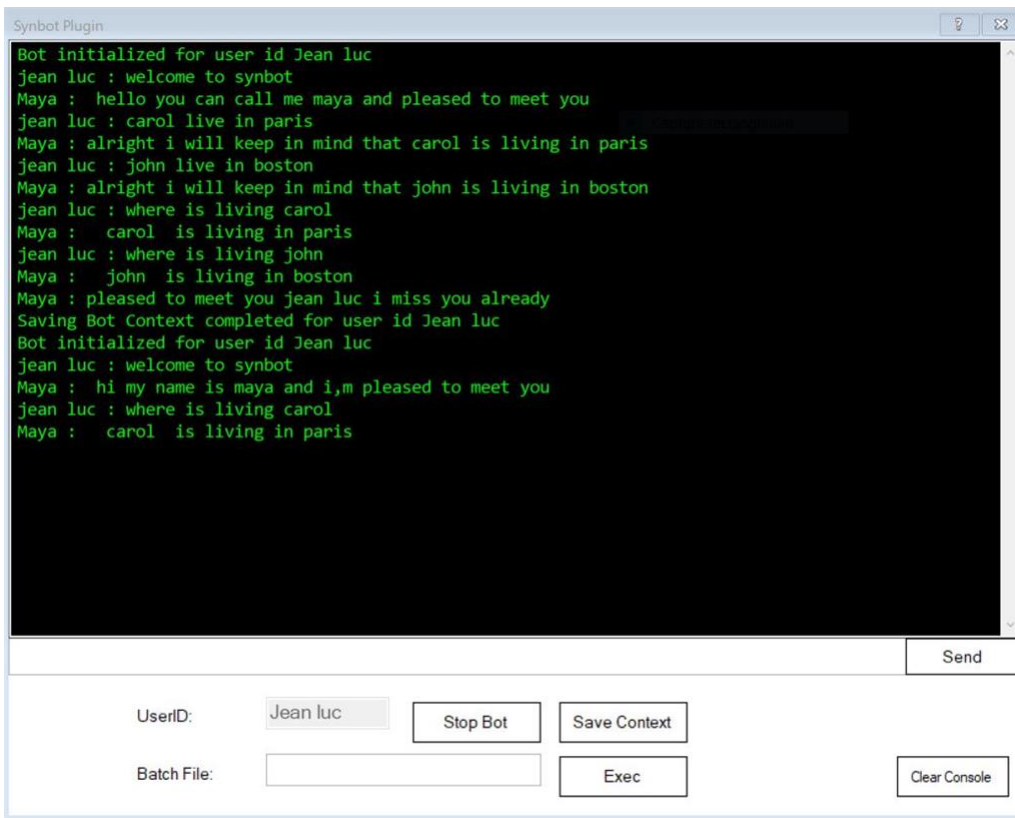 Synbot Plugin
Bot initialized for user id Jean luc
jean luc : welcome to synbot
Maya :  hello you can call me maya and pleased to meet you
jean luc : carol live in paris
Maya : alright i will keep in mind that carol is living in paris
jean luc : john live in boston
Maya : alright i will keep in mind that john is living in boston
jean luc : where is living carol
Maya :   carol  is living in paris
jean luc : where is living john
Maya :   john  is living in boston
Maya : pleased to meet you jean luc i miss you already
Saving Bot Context completed for user id Jean luc
Bot initialized for user id Jean luc
jean luc : welcome to synbot
Maya :  hi my name is maya and i,m pleased to meet you
jean luc : where is living carol
Maya :   carol  is living in paris
Send
UserID:
Jean luc
Stop Bot
Save Context
Batch File:
Exec
Clear Console